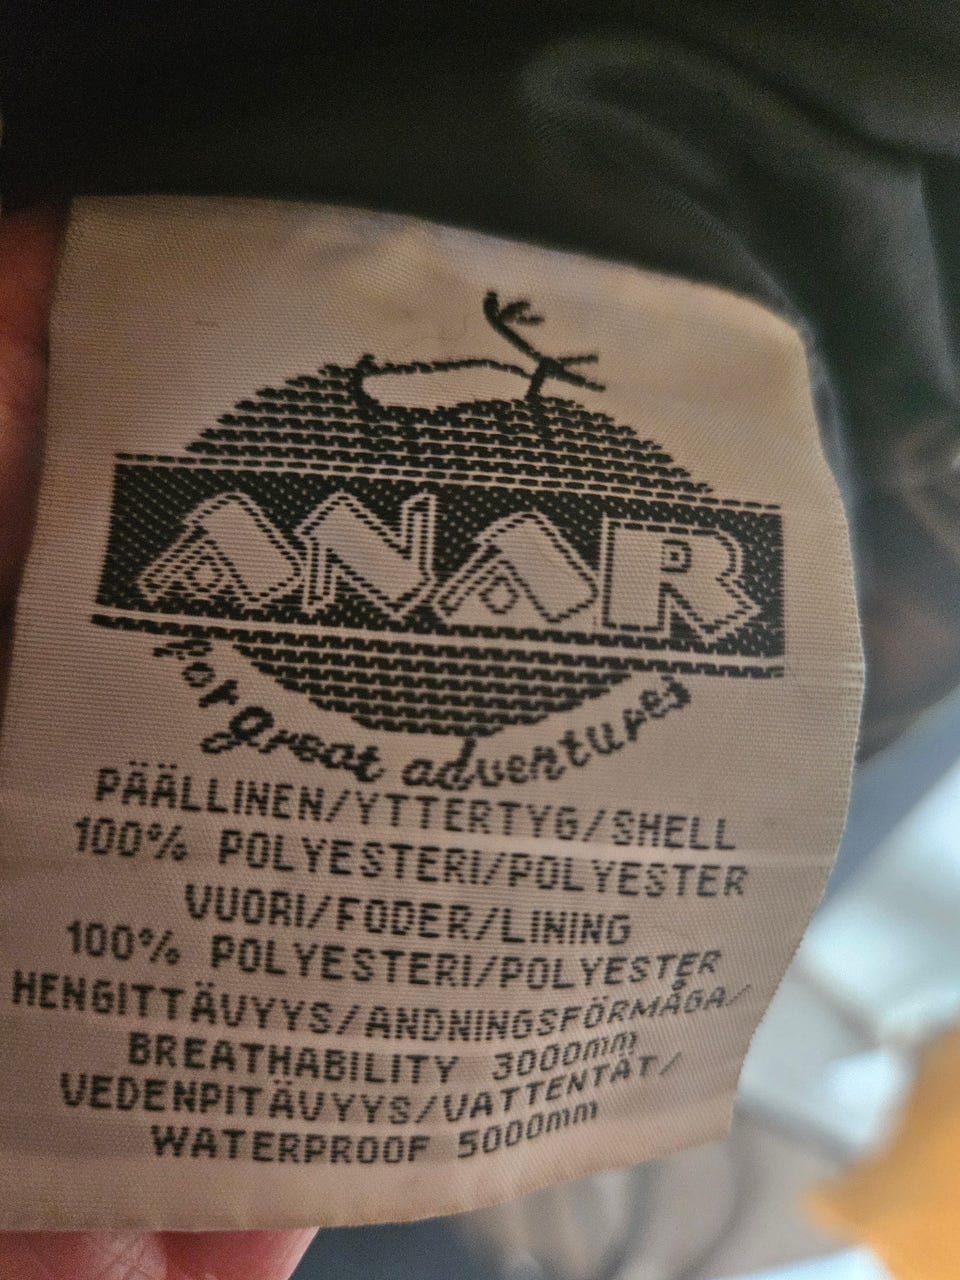 ANAR
for great adventures
PÄÄLLINEN/YTTERTYG/SHELL
100% POLYESTERI/POLYESTER
VUORI/FODER/LINING
100% POLYESTERI/POLYESTER
HENGITTÄVYYS/ANDNINGSFÖRMÅGA/
BREATHABILITY 3000mm
VEDENPITÄVYYS/VATTENTÄT/
WATERPROOF 5000mm